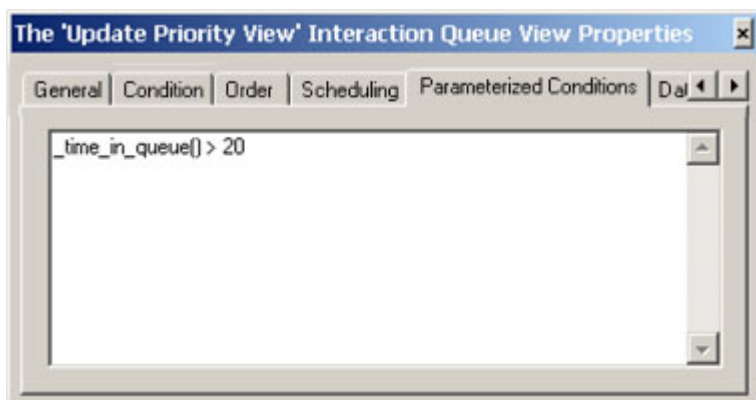 The 'Update Priority View' Interaction Queue View Properties
General Condition Order Scheduling Parameterized Conditions
_time_in_queue() > 20